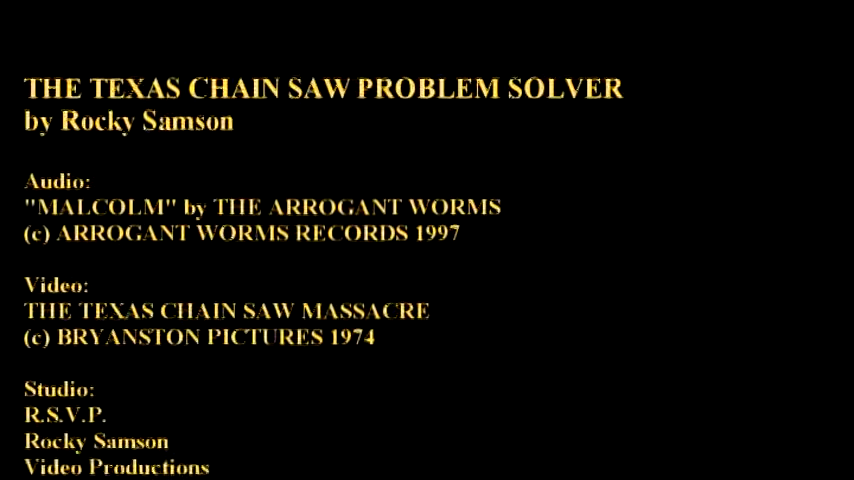 THE TEXAS CHAIN SAW PROBLEM SOLVER
by Rocky Samson
Audio:
"MALCOLM" by THE ARROGANT WORMS
(c) ARROGANT WORMS RECORDS 1997
Video:
THE TEXAS CHAIN SAW MASSACRE
(c) BRYANSTON PICTURES 1974
Studio:
R.S.V.P.
Rocky Samson
Video Productions